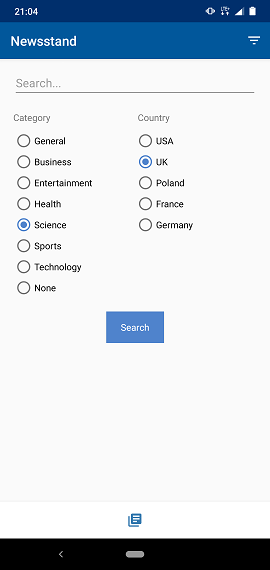 21:04
LTE
Newsstand
Search...
Category
Country
General
USA
Business
UK
Entertainment
Poland
Health
France
Science
Germany
Sports
Technology
None
Search